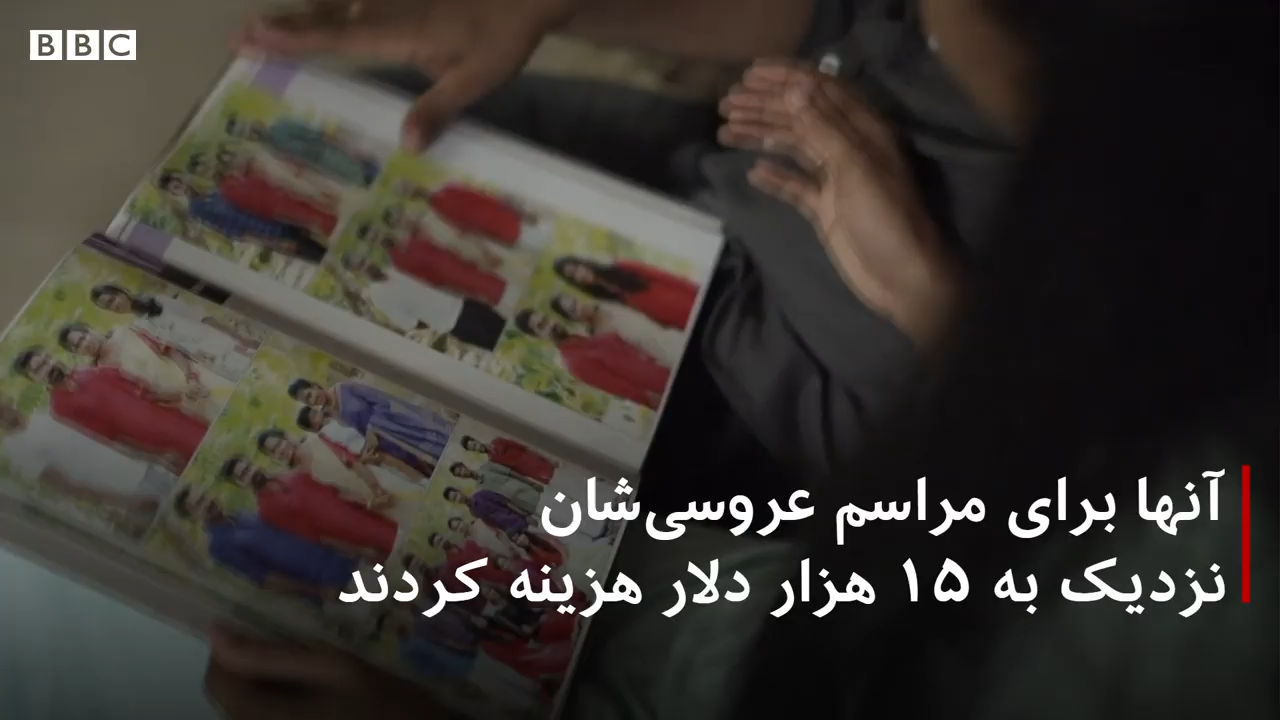 BBC
آنها برای مراسم عروسی‌شان
نزدیک به ۱۵ هزار دلار هزینه کردند